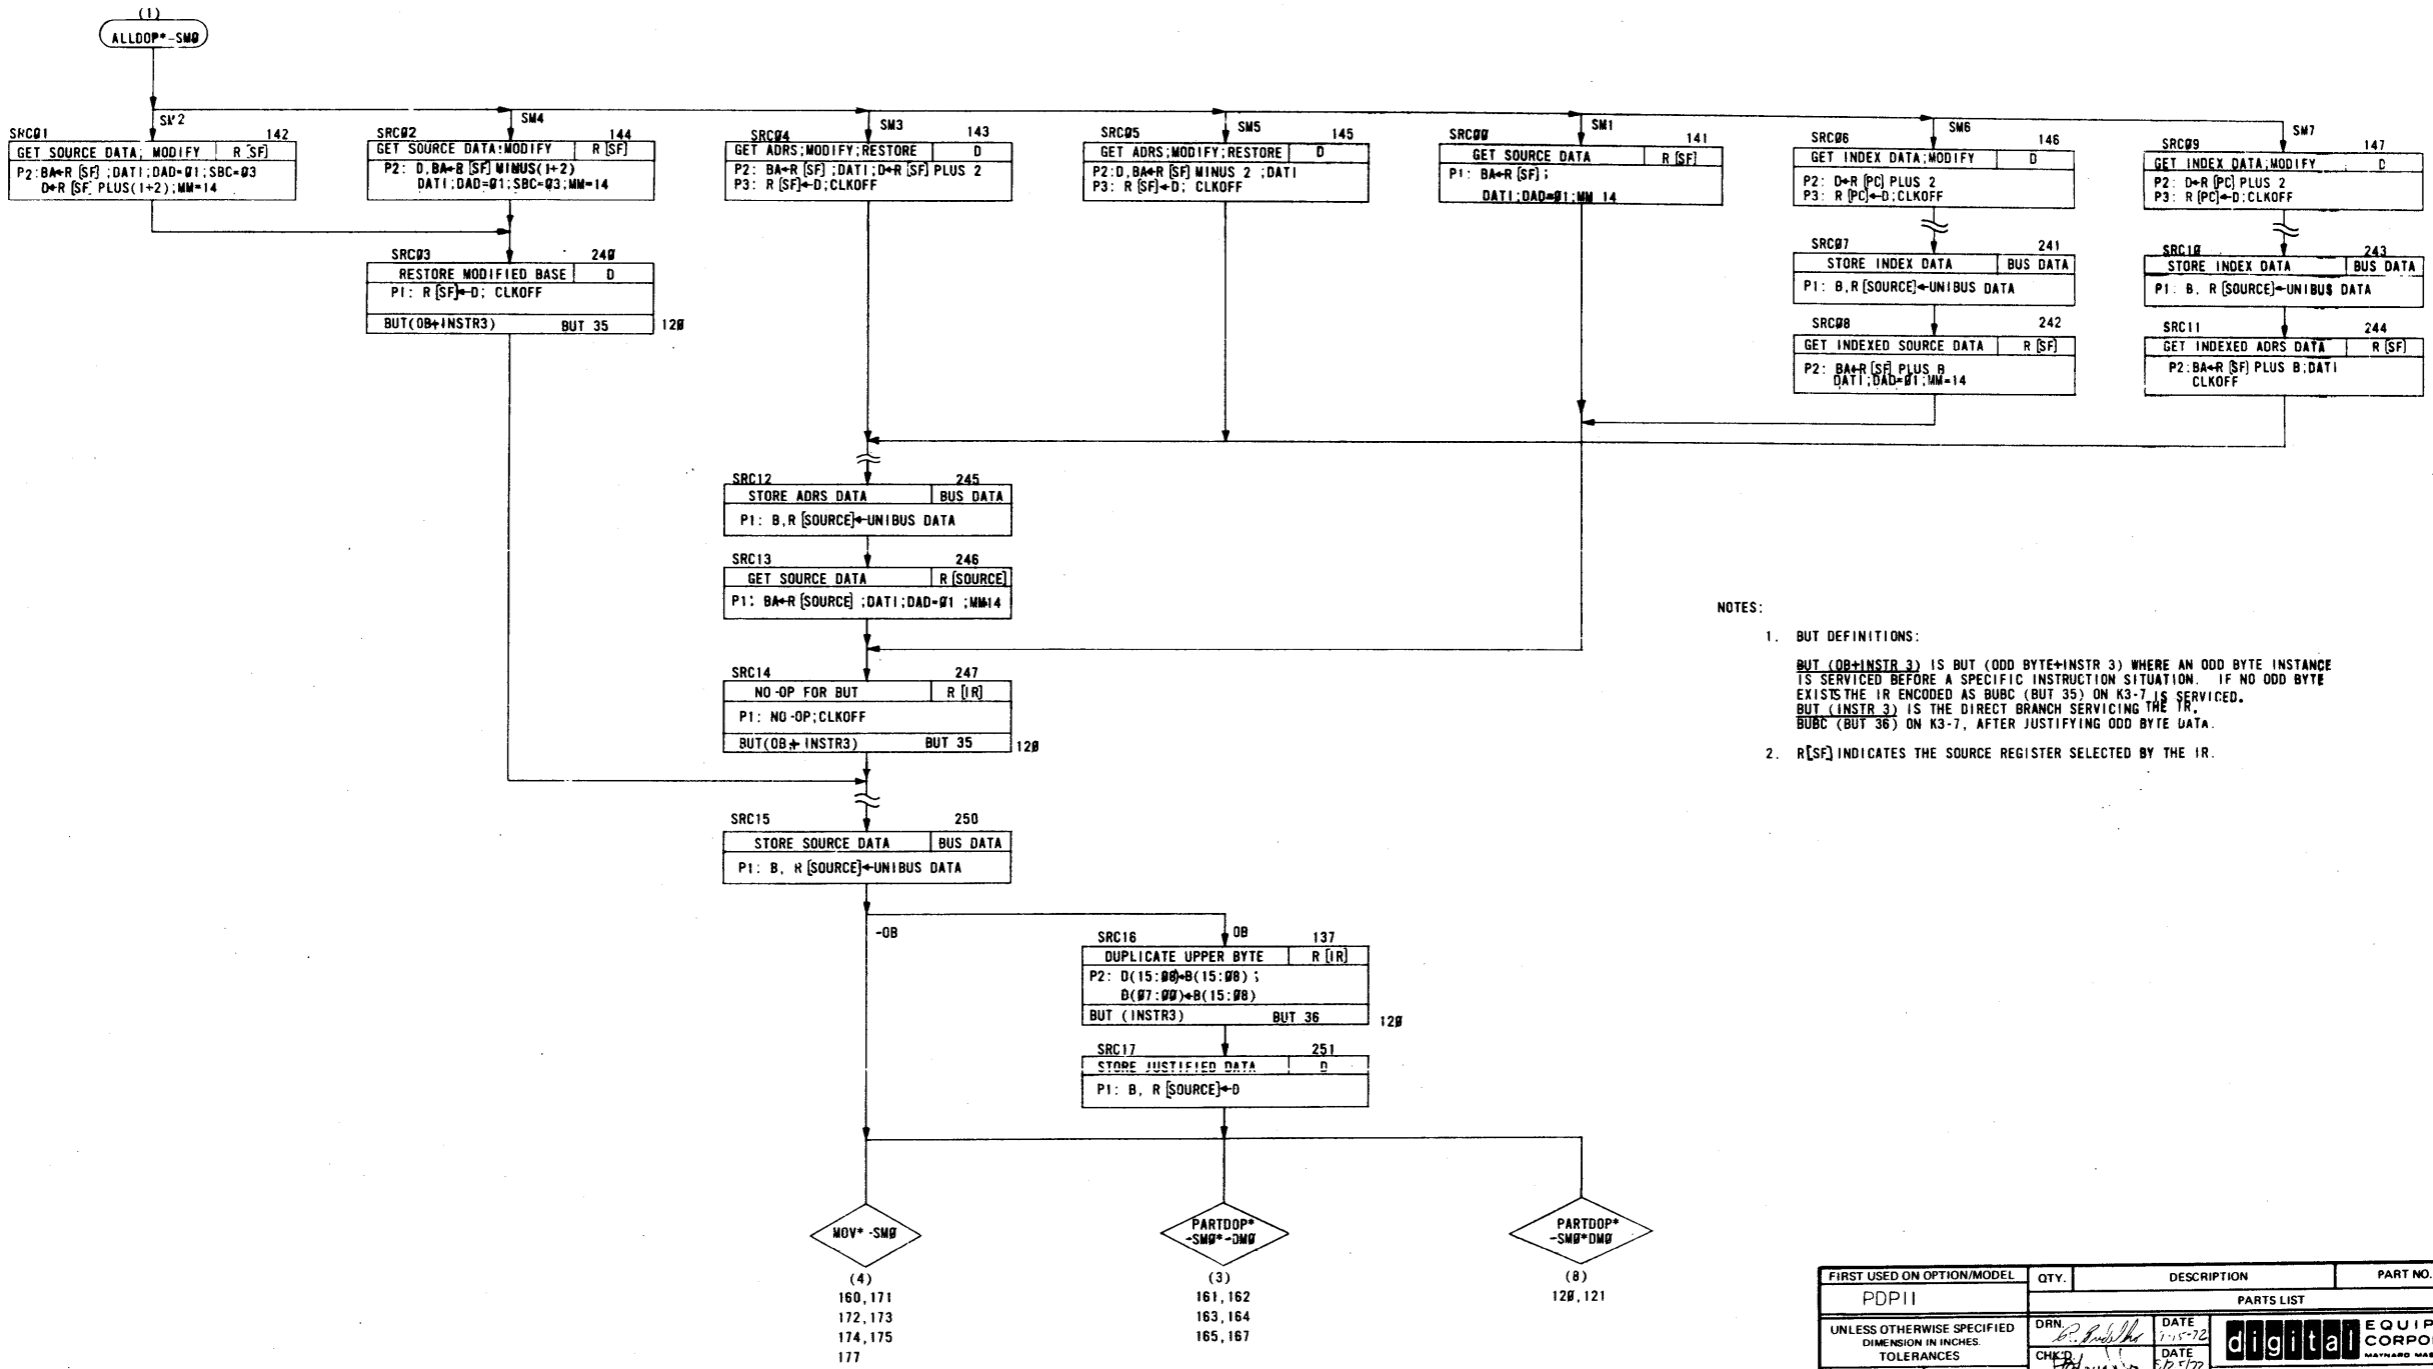 (1)
ALLDOP*-SMØ
SM2
SRCØ1 142
GET SOURCE DATA; MODIFY R [SF]
P2:BA←R [SF] ;DATI;DAD=Ø1;SBC=Ø3
D←R [SF] PLUS(1+2);MM=14
SM4
SRCØ2 144
GET SOURCE DATA:MODIFY R [SF]
P2: D,BA←R [SF] MINUS(1+2)
DATI;DAD=Ø1;SBC=Ø3;MM=14
SM3
SRCØ4 143
GET ADRS;MODIFY;RESTORE D
P2: BA←R [SF] ;DATI;D←R [SF] PLUS 2
P3: R [SF]←D;CLKOFF
SM5
SRCØ5 145
GET ADRS;MODIFY;RESTORE D
P2:D,BA←R [SF] MINUS 2 ;DATI
P3: R [SF]←D; CLKOFF
SM1
SRCØØ 141
GET SOURCE DATA R [SF]
P1: BA←R [SF] ;
DATI;DAD=Ø1;MM 14
SM6
SRCØ6 146
GET INDEX DATA;MODIFY D
P2: D←R [PC] PLUS 2
P3: R [PC]←D;CLKOFF
SM7
SRCØ9 147
GET INDEX DATA,MODIFY D
P2: D←R [PC] PLUS 2
P3: R [PC]←D:CLKOFF
SRCØ3 24Ø
RESTORE MODIFIED BASE D
P1: R [SF]←D; CLKOFF
BUT(OB+INSTR3) BUT 35 12Ø
SRCØ7 241
STORE INDEX DATA BUS DATA
P1: B,R [SOURCE]←UNIBUS DATA
SRC1Ø 243
STORE INDEX DATA BUS DATA
P1: B, R [SOURCE]←UNIBUS DATA
SRCØ8 242
GET INDEXED SOURCE DATA R [SF]
P2: BA←R [SF] PLUS B
DATI;DAD=Ø1;MM=14
SRC11 244
GET INDEXED ADRS DATA R [SF]
P2:BA←R [SF] PLUS B;DATI
CLKOFF
SRC12 245
STORE ADRS DATA BUS DATA
P1: B,R [SOURCE]←UNIBUS DATA
SRC13 246
GET SOURCE DATA R [SOURCE]
P1: BA←R [SOURCE] ;DATI;DAD=Ø1 ;MM14
SRC14 247
NO-OP FOR BUT R [IR]
P1: NO-OP;CLKOFF
BUT(OB + INSTR3) BUT 35 12Ø
SRC15 250
STORE SOURCE DATA BUS DATA
P1: B, R [SOURCE]←UNIBUS DATA
-OB OB
SRC16 137
DUPLICATE UPPER BYTE R [IR]
P2: D(15:Ø8)←B(15:Ø8) ;
D(Ø7:ØØ)←B(15:Ø8)
BUT (INSTR3) BUT 36 12Ø
SRC17 251
STORE JUSTIFIED DATA D
P1: B, R [SOURCE]←D
NOTES:
1. BUT DEFINITIONS:
BUT (OB+INSTR 3) IS BUT (ODD BYTE+INSTR 3) WHERE AN ODD BYTE INSTANCE
IS SERVICED BEFORE A SPECIFIC INSTRUCTION SITUATION. IF NO ODD BYTE
EXISTS THE IR ENCODED AS BUBC (BUT 35) ON K3-7 IS SERVICED.
BUT (INSTR 3) IS THE DIRECT BRANCH SERVICING THE IR,
BUBC (BUT 36) ON K3-7, AFTER JUSTIFYING ODD BYTE DATA.
2. R[SF] INDICATES THE SOURCE REGISTER SELECTED BY THE IR.
MOV* -SMØ
(4)
160,171
172,173
174,175
177
PARTDOP*
-SMØ*-DMØ
(3)
161,162
163,164
165,167
PARTDOP*
-SMØ*DMØ
(8)
12Ø,121
FIRST USED ON OPTION/MODEL QTY. DESCRIPTION PART NO.
PDP11
PARTS LIST
UNLESS OTHERWISE SPECIFIED
DIMENSION IN INCHES.
TOLERANCES
DRN. DATE
CHK'D. DATE
digital EQUIP
CORPO